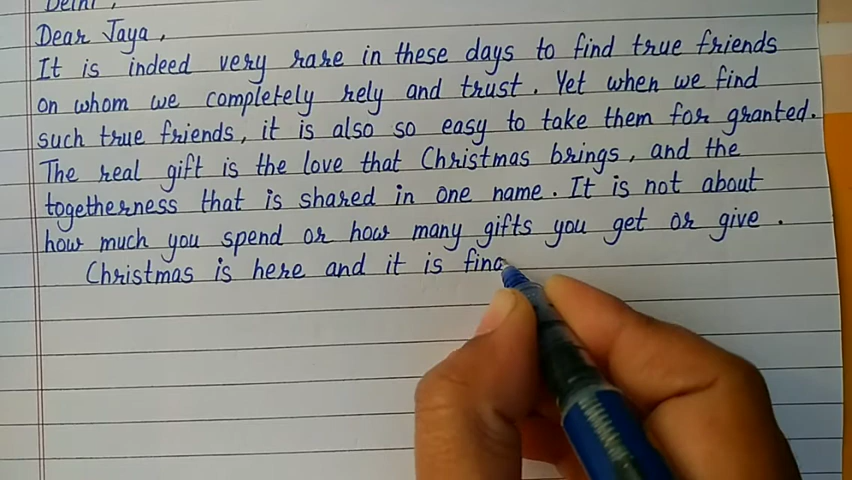 Delhi,
Dear Jaya,
It is indeed very rare in these days to find true friends
on whom we completely rely and trust. Yet when we find
such true friends, it is also so easy to take them for granted.
The real gift is the love that Christmas brings, and the
togetherness that is shared in one name. It is not about
how much you spend or how many gifts you get or give.
Christmas is here and it is fina